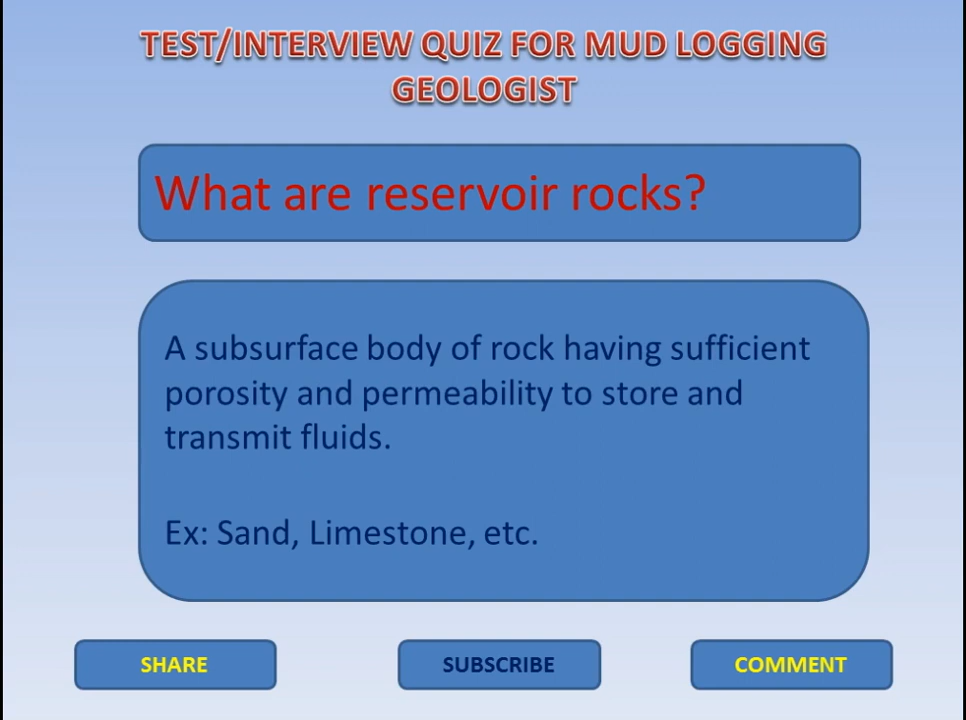 TEST/INTERVIEW QUIZ FOR MUD LOGGING
GEOLOGIST
What are reservoir rocks?
A subsurface body of rock having sufficient
porosity and permeability to store and
transmit fluids.
Ex: Sand, Limestone, etc.
SHARE
SUBSCRIBE
COMMENT